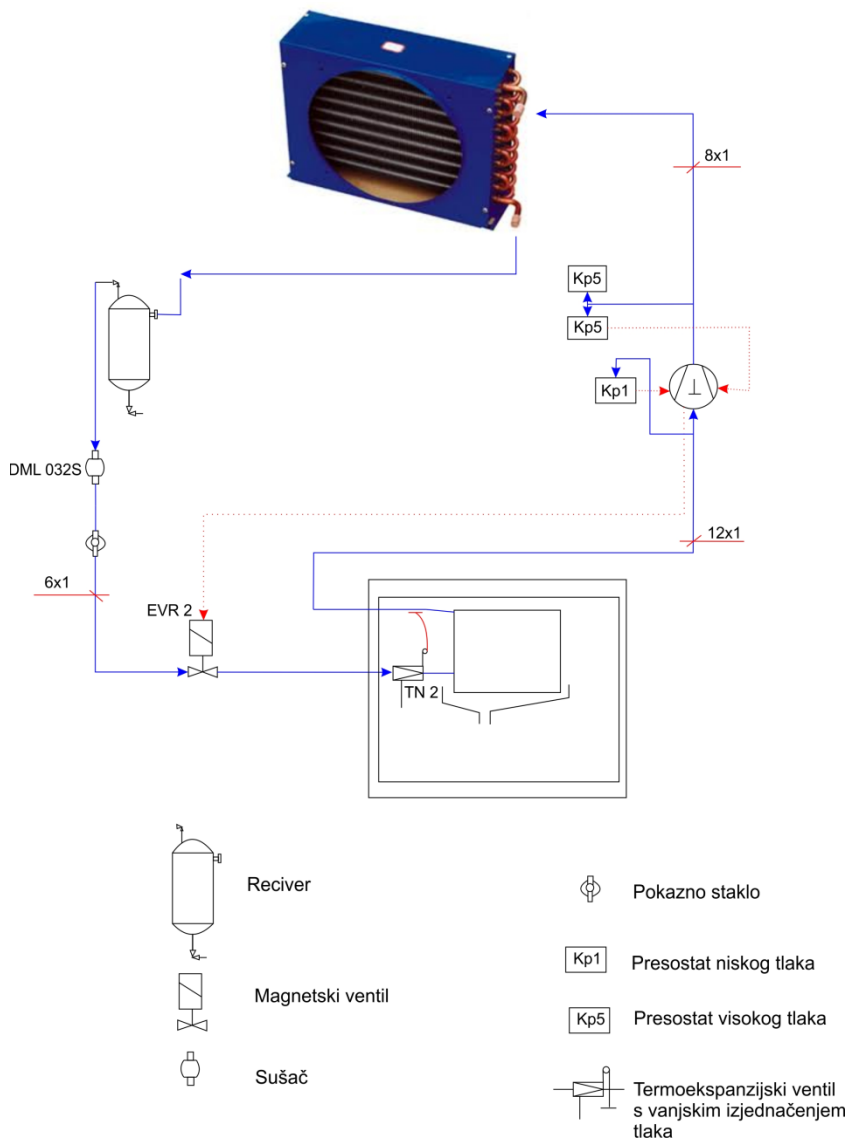 8x1
Kp5
Kp5
Kp1
DML 032S
12x1
6x1
EVR 2
TN 2
Reciver
Pokazno staklo
Kp1
Presostat niskog tlaka
Magnetski ventil
Kp5
Presostat visokog tlaka
Sušač
Termoekspanzijski ventil
s vanjskim izjednačenjem
tlaka